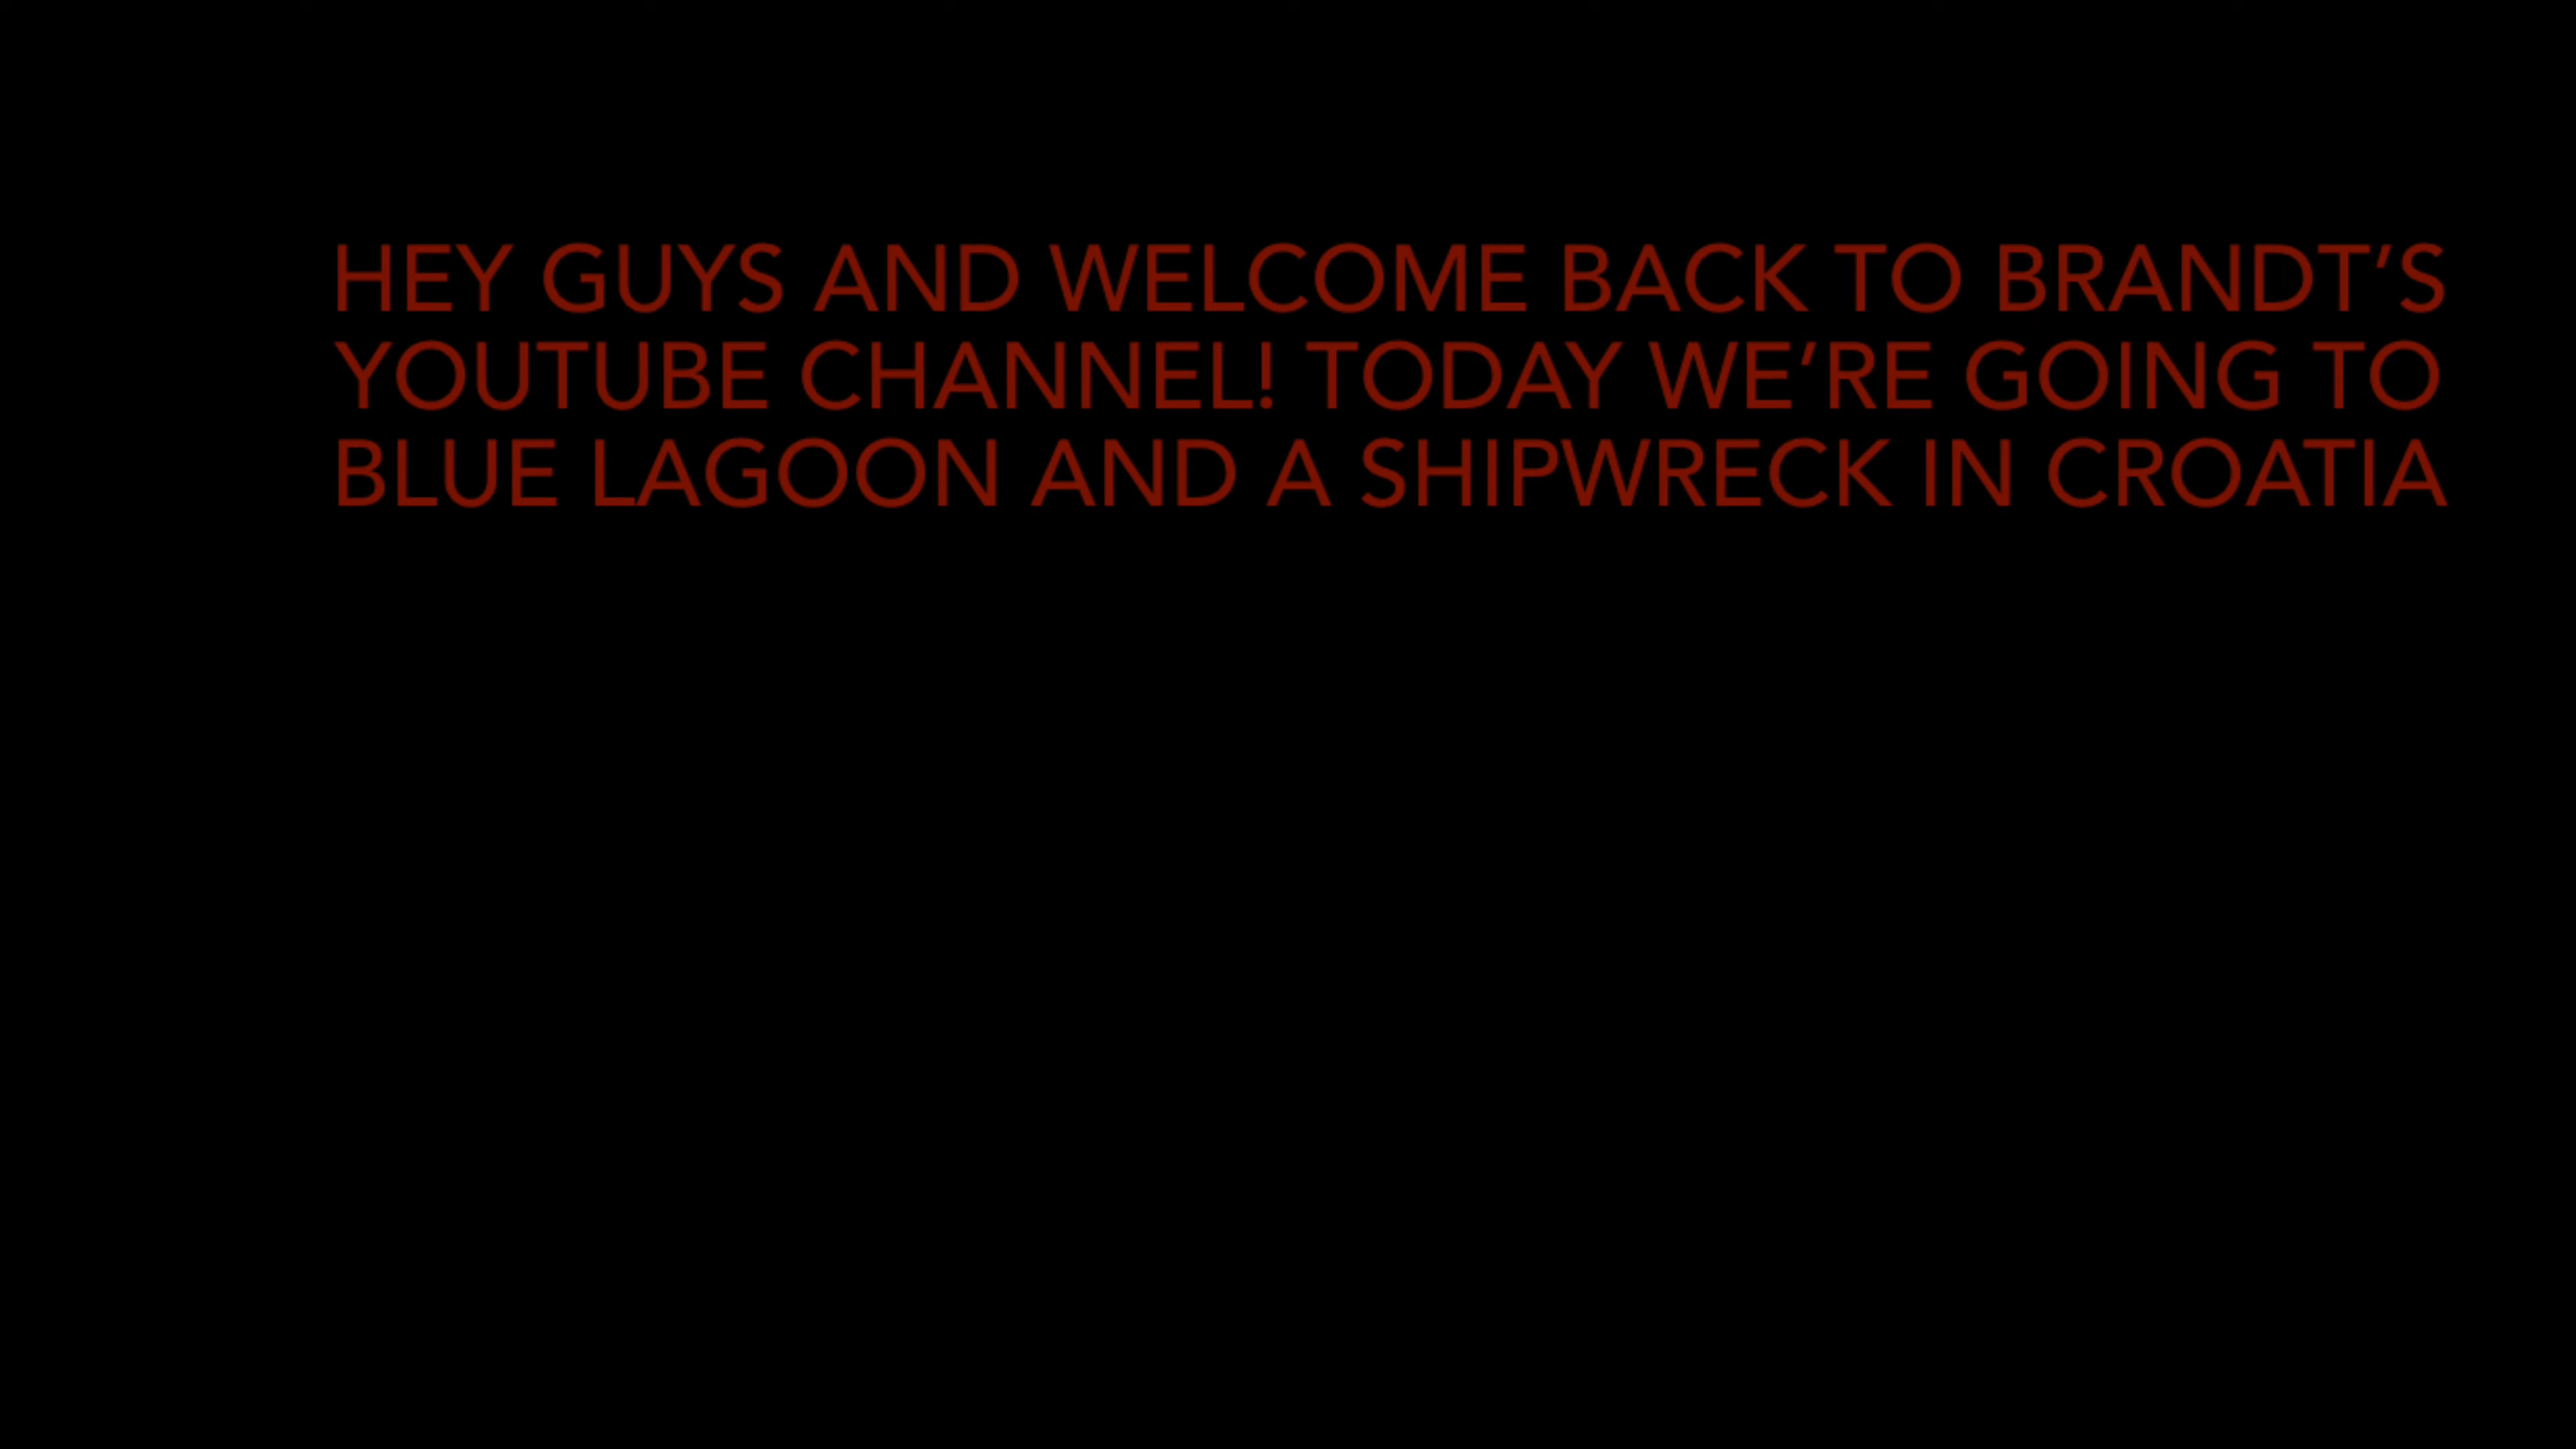 HEY GUYS AND WELCOME BACK TO BRANDT’S
YOUTUBE CHANNEL! TODAY WE’RE GOING TO
BLUE LAGOON AND A SHIPWRECK IN CROATIA